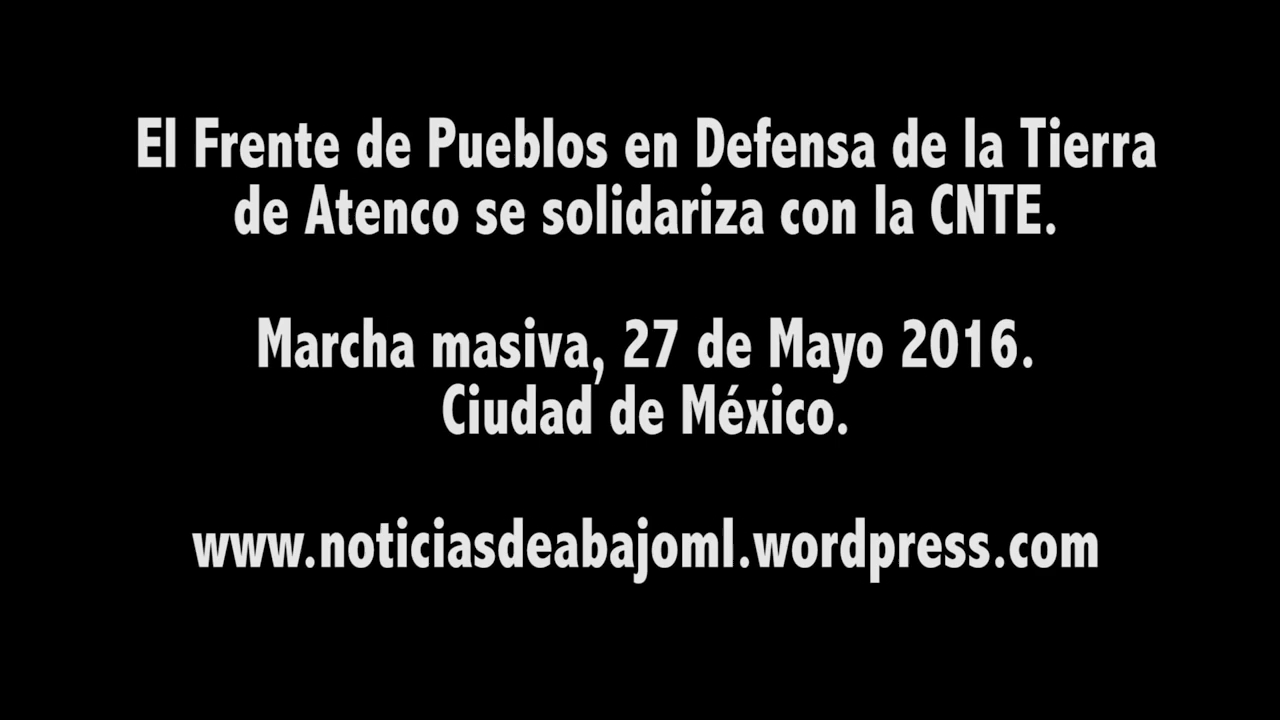 El Frente de Pueblos en Defensa de la Tierra
de Atenco se solidariza con la CNTE.
Marcha masiva, 27 de Mayo 2016.
Ciudad de México.
www.noticiasdeabajoml.wordpress.com